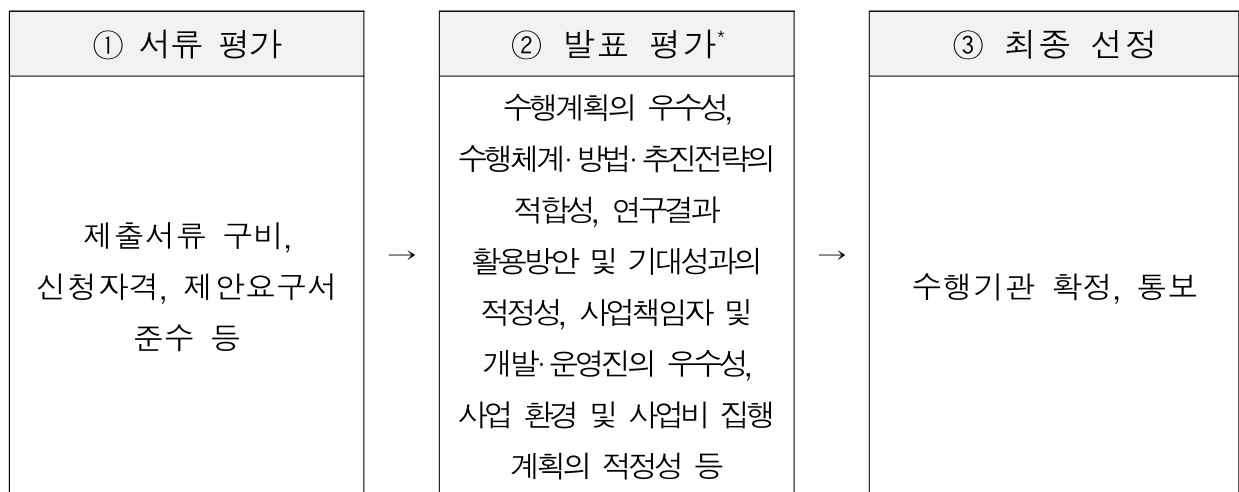 ① 서류 평가
제출서류 구비,
신청자격, 제안요구서
준수 등
→
② 발표 평가*
수행계획의 우수성,
수행체계·방법·추진전략의
적합성, 연구결과
활용방안 및 기대성과의
적정성, 사업책임자 및
개발·운영진의 우수성,
사업 환경 및 사업비 집행
계획의 적정성 등
→
③ 최종 선정
수행기관 확정, 통보